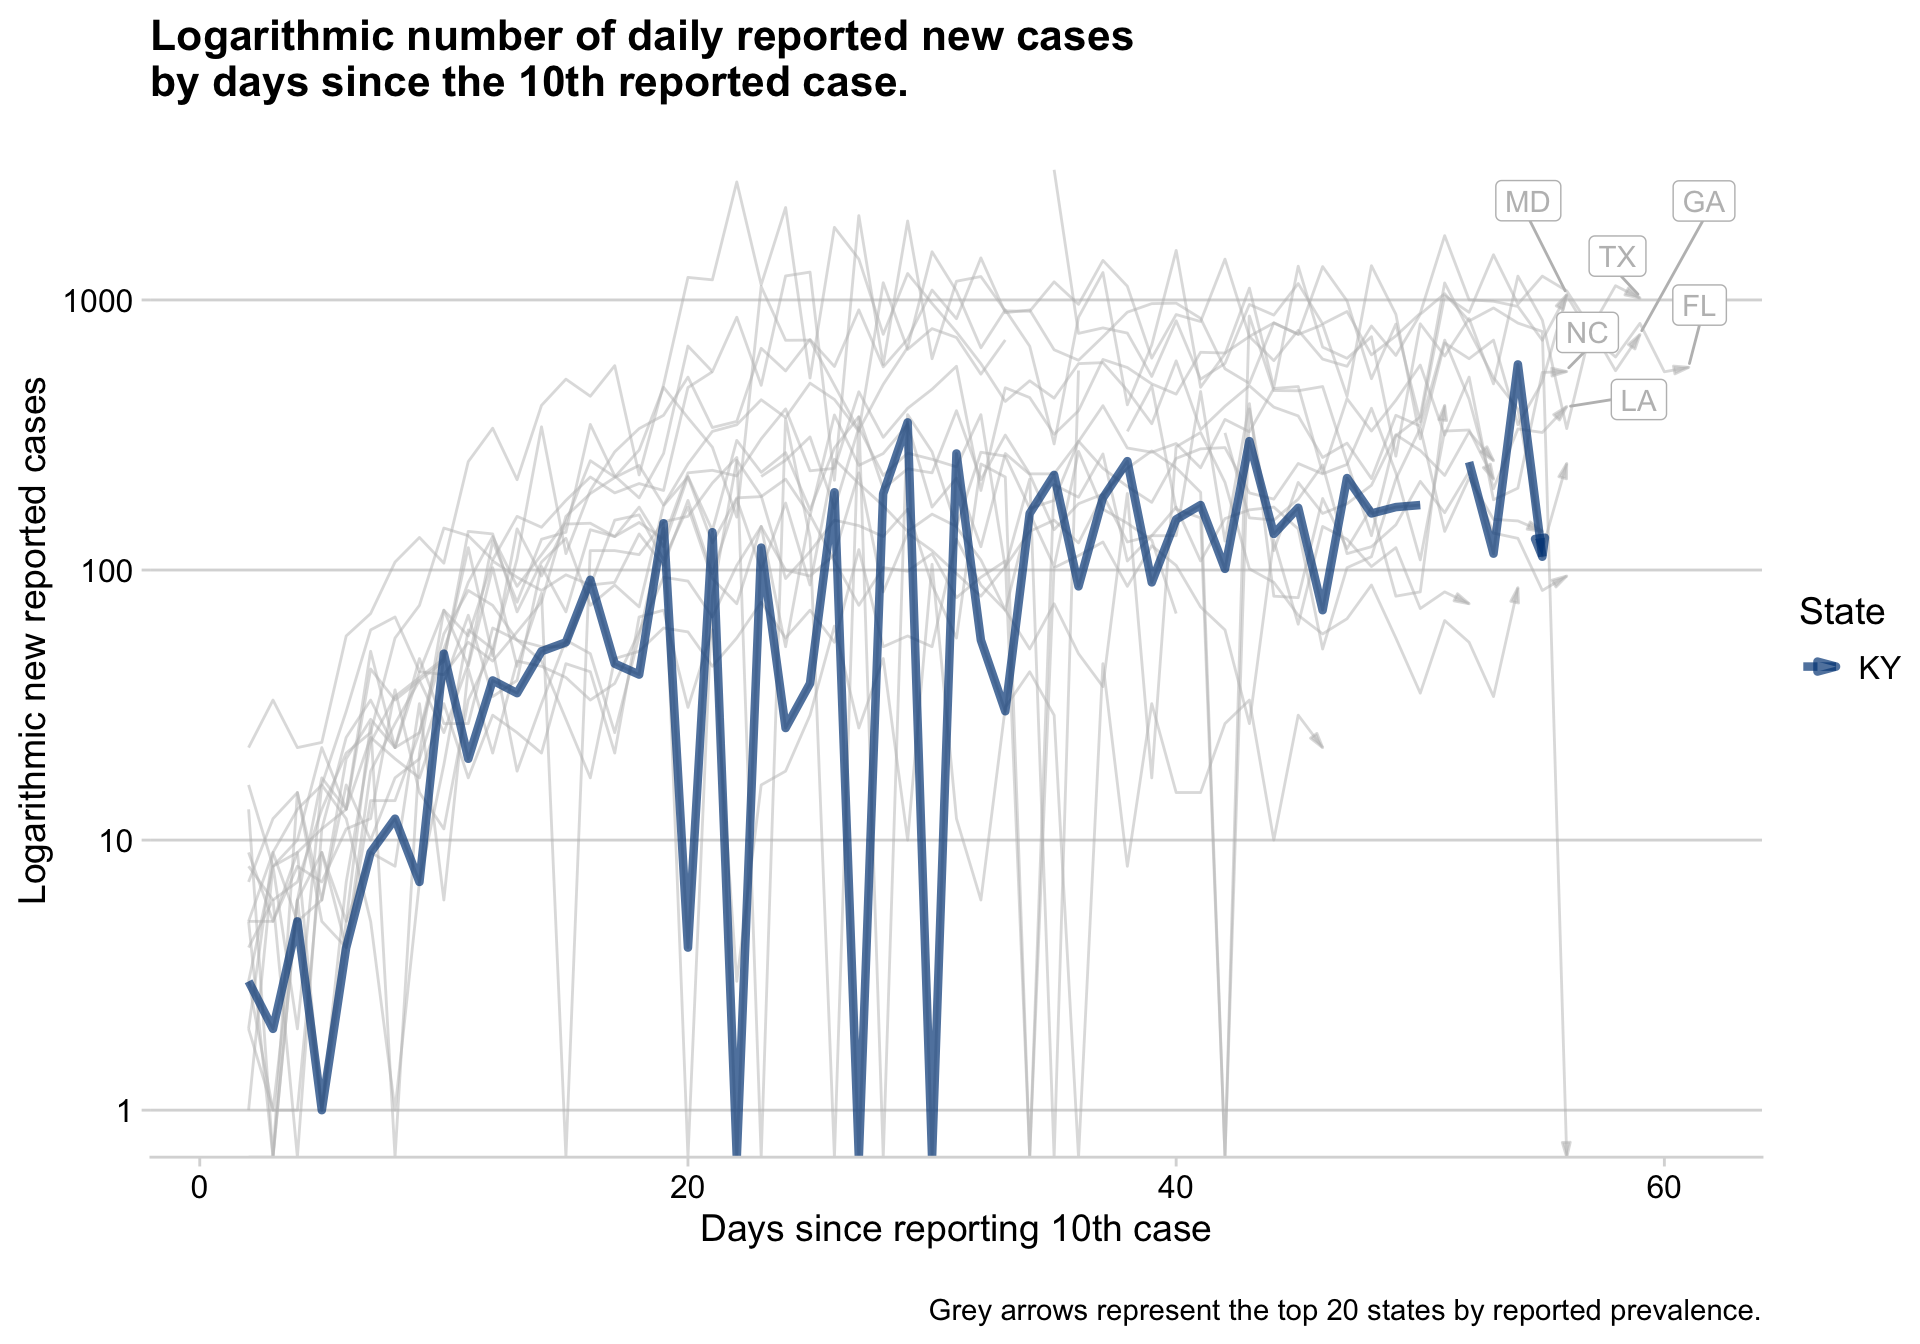 Logarithmic number of daily reported new cases
by days since the 10th reported case.
MD
GA
TX
FL
NC
LA
1000
100
10
1
Logarithmic new reported cases
0
20
40
60
Days since reporting 10th case
State
KY
Grey arrows represent the top 20 states by reported prevalence.